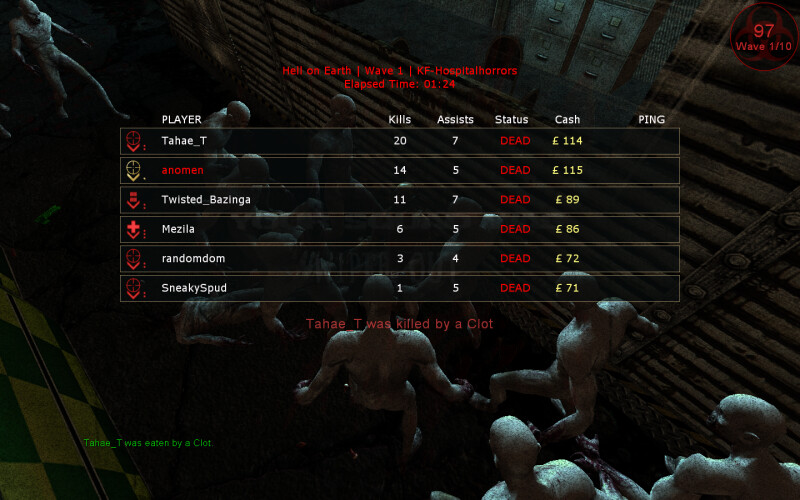 97
Wave 1/10
Hell on Earth | Wave 1 | KF-Hospitalhorrors
Elapsed Time: 01:24
PLAYER Kills Assists Status Cash PING
Tahae_T 20 7 DEAD £ 114
anomen 14 5 DEAD £ 115
Twisted_Bazinga 11 7 DEAD £ 89
Mezila 6 5 DEAD £ 86
randomdom 3 4 DEAD £ 72
SneakySpud 1 5 DEAD £ 71
Tahae_T was killed by a Clot
Tahae_T was eaten by a Clot.